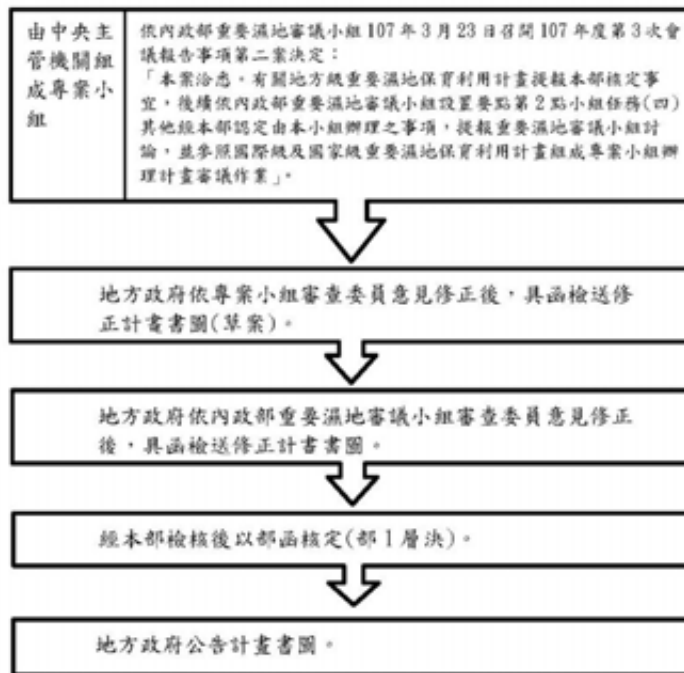 由中央主
管機關組
成專案小
組
依內政部重要濕地審議小組 107 年 3 月 23 日召開 107 年度第 3 次會
議報告事項第二案決定：
「本案洽悉。有關地方級重要濕地保育利用計畫提報本部核定事
宜，後續依內政部重要濕地審議小組設置要點第 2 點小組任務(四)
其他經本部認定由本小組辦理之事項，提報重要濕地審議小組討
論，並參照國際級及國家級重要濕地保育利用計畫組成專案小組辦
理計畫審議作業」。
地方政府依專案小組審查委員意見修正後，具函檢送修
正計畫書圖(草案)。
地方政府依內政部重要濕地審議小組審查委員意見修正
後，具函檢送修正計畫書圖。
經本部檢核後以部函核定(部 1 層決)。
地方政府公告計畫書圖。